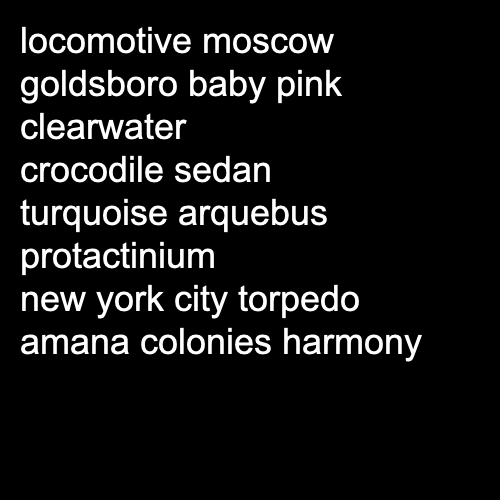 locomotive moscow
goldsboro baby pink
clearwater
crocodile sedan
turquoise arquebus
protactinium
new york city torpedo
amana colonies harmony